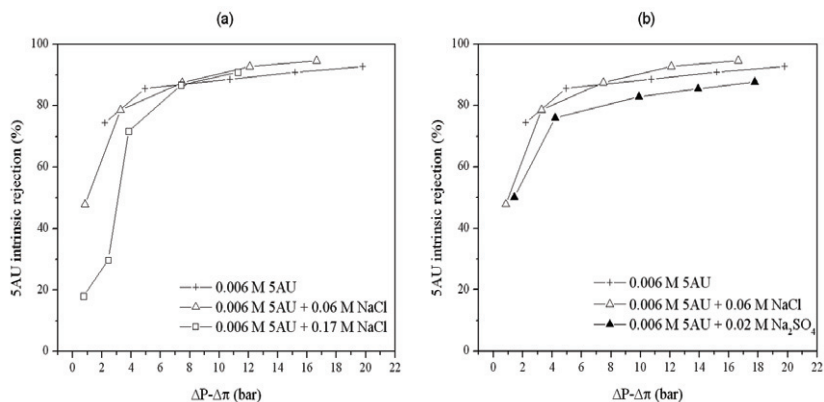 (a)
100
80
60
40
20
0
5AU intrinsic rejection (%)
0.006 M 5AU
0.006 M 5AU + 0.06 M NaCl
0.006 M 5AU + 0.17 M NaCl
0 2 4 6 8 10 12 14 16 18 20 22
ΔP-Δπ (bar)
(b)
100
80
60
40
20
0
5AU intrinsic rejection (%)
0.006 M 5AU
0.006 M 5AU + 0.06 M NaCl
0.006 M 5AU + 0.02 M Na₂SO₄
0 2 4 6 8 10 12 14 16 18 20 22
ΔP-Δπ (bar)